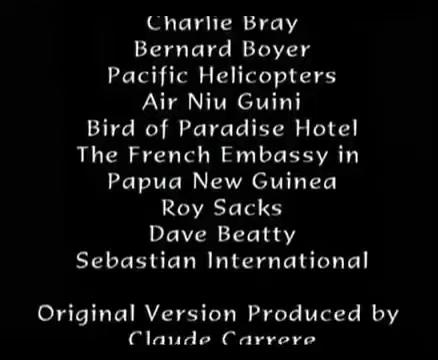 Charlie Bray
Bernard Boyer
Pacific Helicopters
Air Niu Guini
Bird of Paradise Hotel
The French Embassy in
Papua New Guinea
Roy Sacks
Dave Beatty
Sebastian International
Original Version Produced by
Claude Carrere